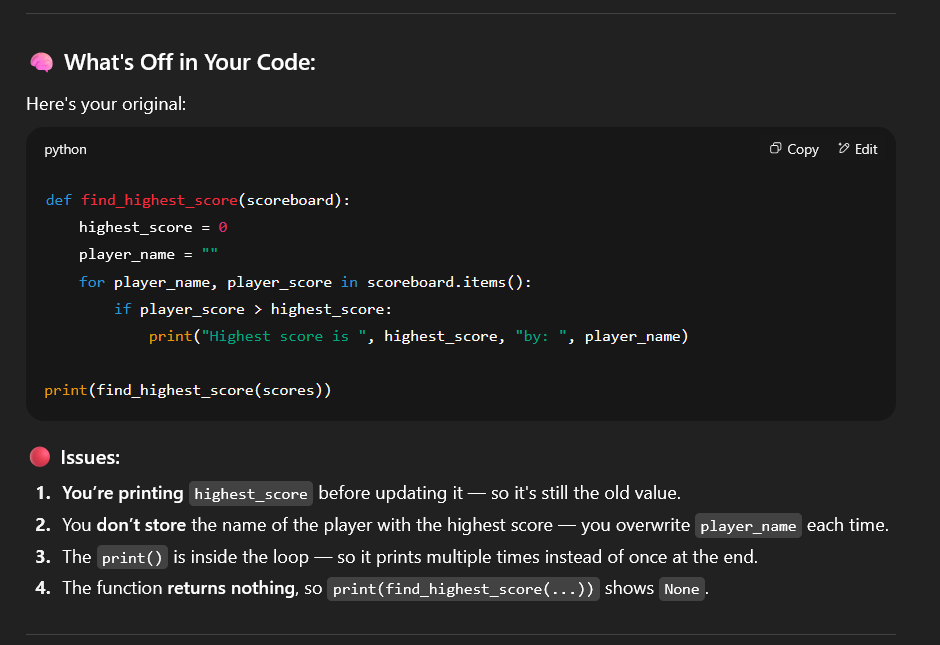 What's Off in Your Code:
Here's your original:
python Copy Edit
def find_highest_score(scoreboard):
    highest_score = 0
    player_name = ""
    for player_name, player_score in scoreboard.items():
        if player_score > highest_score:
            print("Highest score is ", highest_score, "by: ", player_name)
print(find_highest_score(scores))
Issues:
1. You're printing highest_score before updating it — so it's still the old value.
2. You don't store the name of the player with the highest score — you overwrite player_name each time.
3. The print() is inside the loop — so it prints multiple times instead of once at the end.
4. The function returns nothing, so print(find_highest_score(...)) shows None.